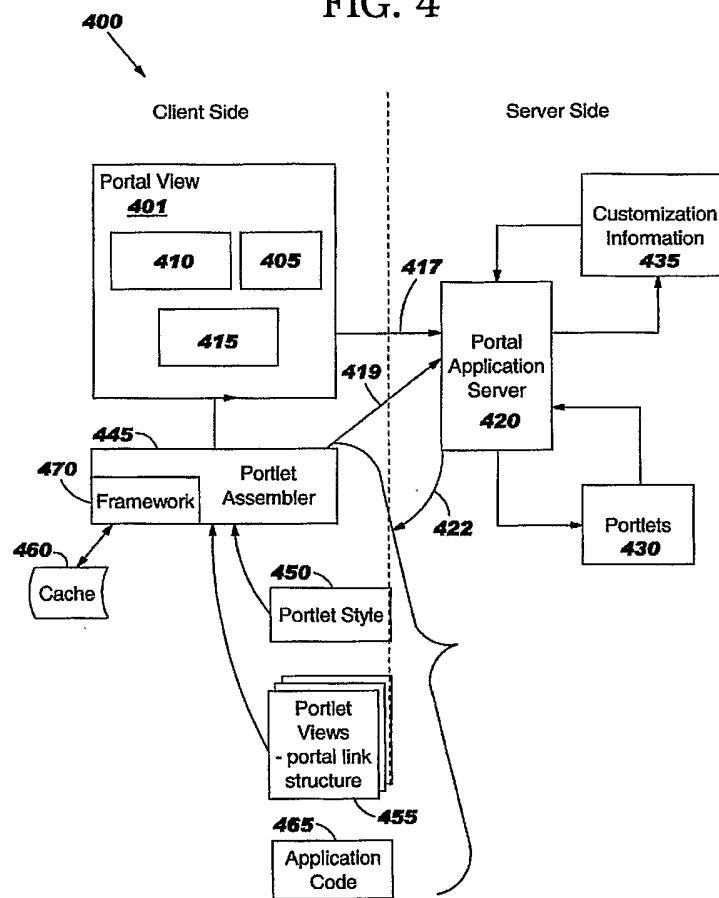 FIG. 4
400
Client Side
Server Side
Portal View
401
410
405
415
417
Customization
Information
435
Portal
Application
Server
420
419
445
Portlet
Assembler
470
Framework
422
Portlets
430
460
Cache
450
Portlet Style
Portlet
Views
- portal link
structure
455
465
Application
Code